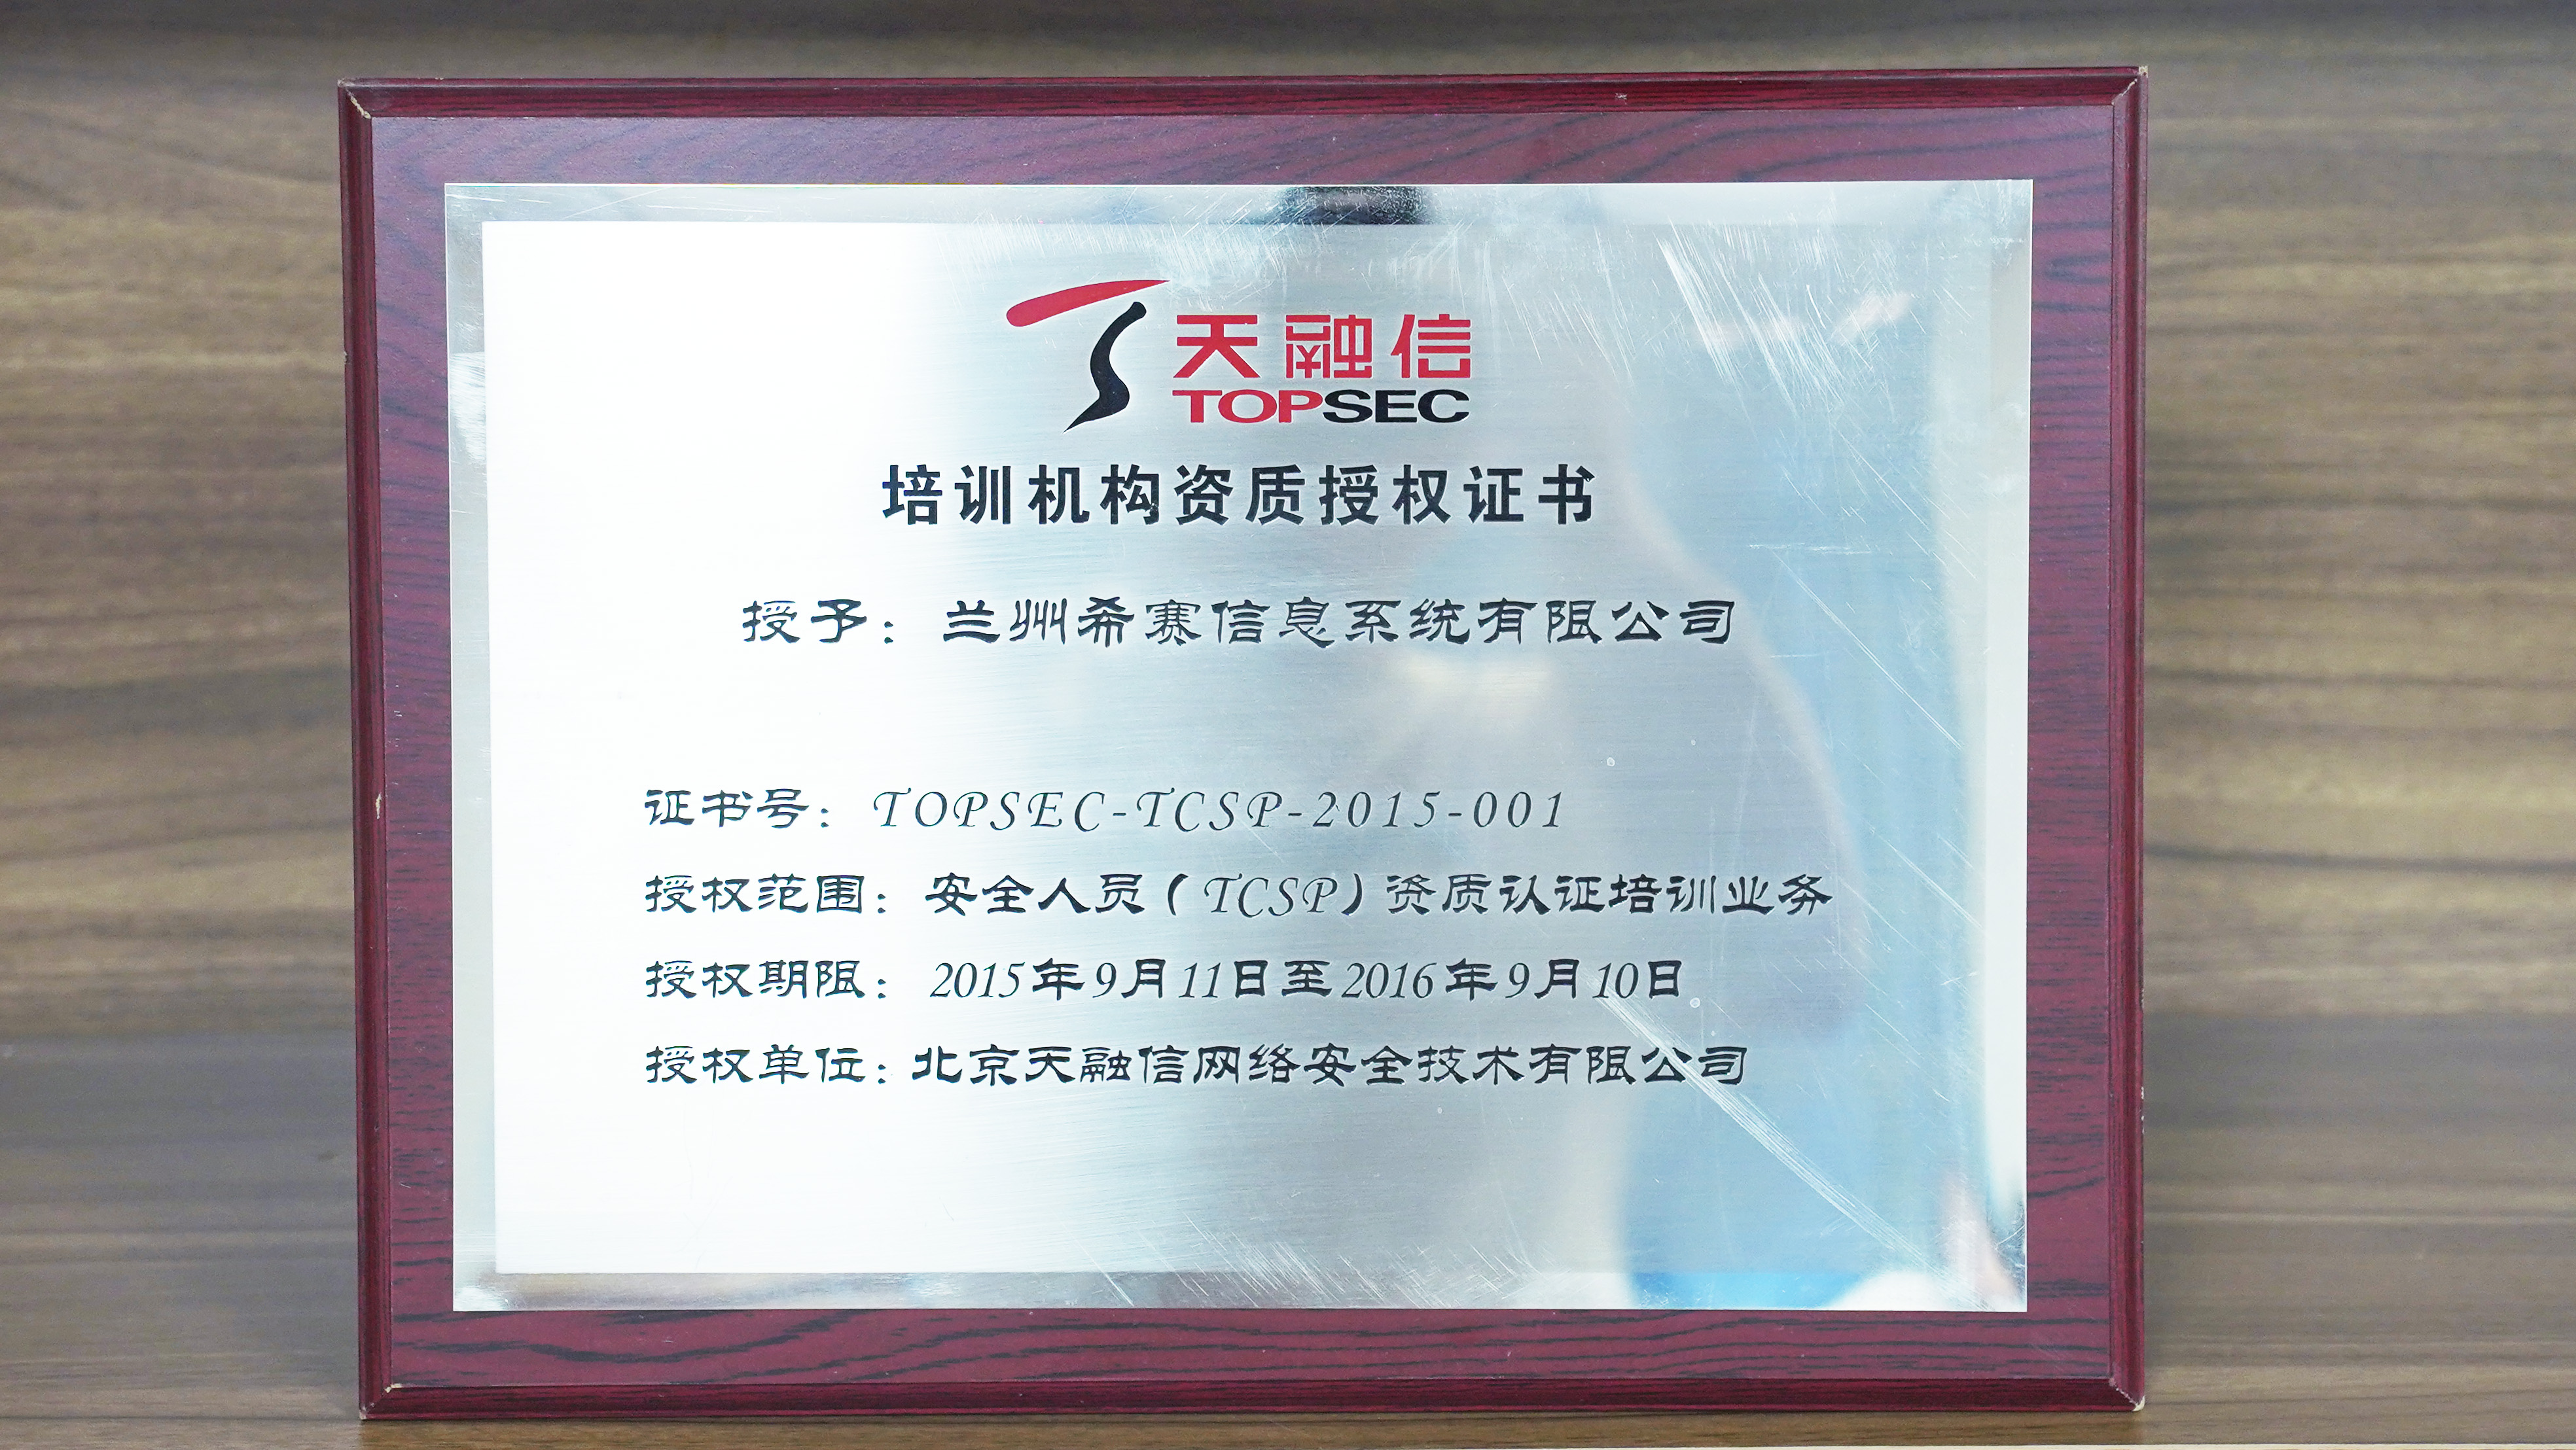 天融信
TOPSEC
培训机构资质授权证书
授予：兰州希赛信息系统有限公司
证书号：TOPSEC-TCSP-2015-001
授权范围：安全人员（TCSP）资质认证培训业务
授权期限：2015年9月11日至2016年9月10日
授权单位：北京天融信网络安全技术有限公司